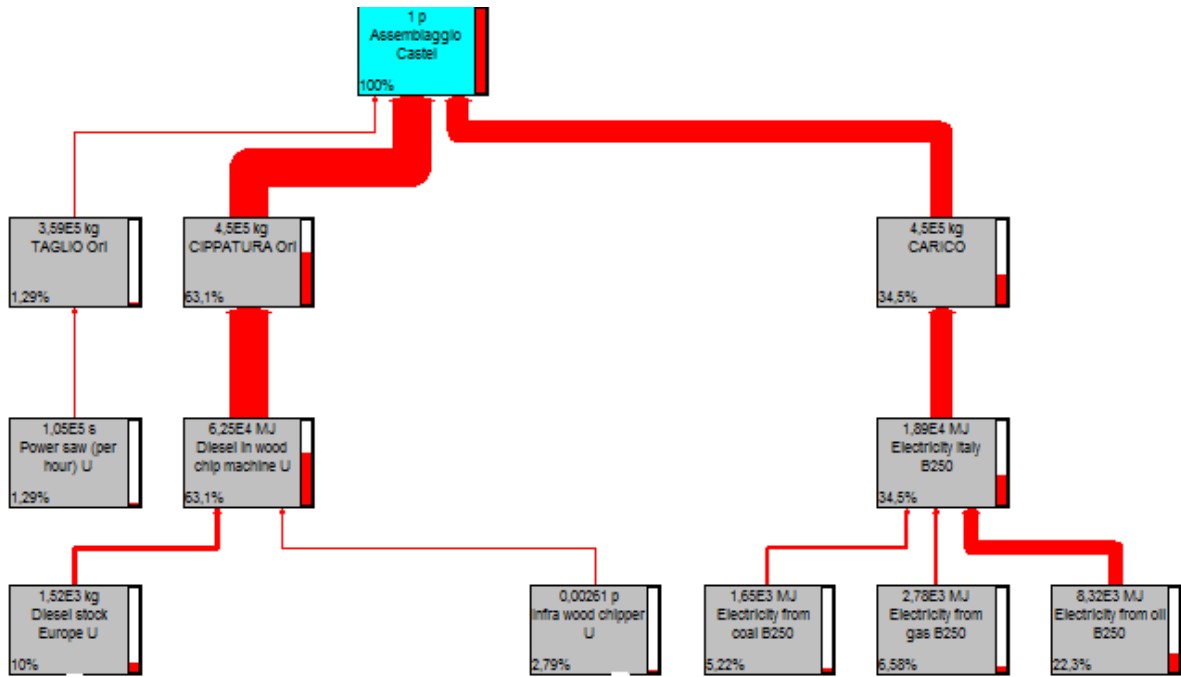 1 p
Assemblaggio
Castel
100%
3,59E5 kg
TAGLIO Orl
1,29%
4,5E5 kg
CIPPATURA Orl
63,1%
4,5E5 kg
CARICO
34,5%
1,05E5 s
Power saw (per
hour) U
1,29%
6,25E4 MJ
Diesel in wood
chip machine U
63,1%
1,89E4 MJ
Electricity Italy
B250
34,5%
1,52E3 kg
Diesel stock
Europe U
10%
0,00261 p
Infra wood chipper
U
2,79%
1,65E3 MJ
Electricity from
coal B250
5,22%
2,78E3 MJ
Electricity from
gas B250
6,58%
8,32E3 MJ
Electricity from oil
B250
22,3%